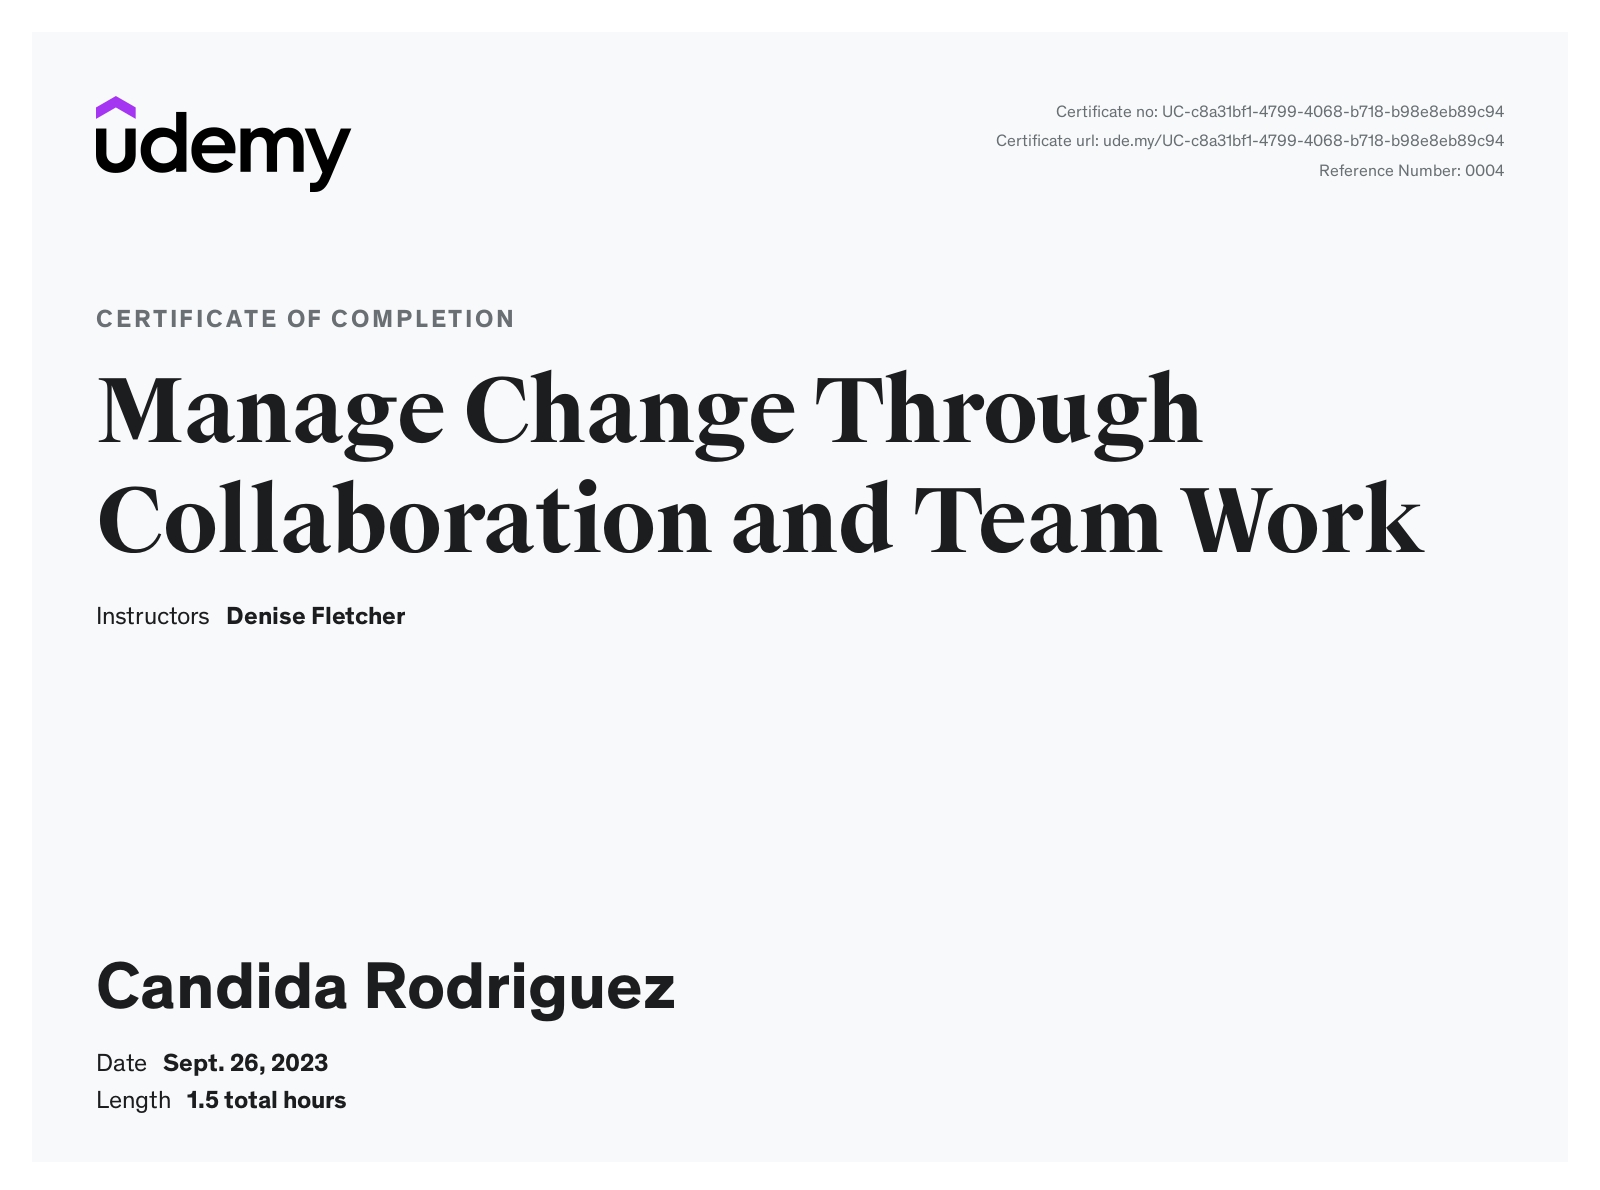 udemy
Certificate no: UC-c8a31bf1-4799-4068-b718-b98e8eb89c94
Certificate url: ude.my/UC-c8a31bf1-4799-4068-b718-b98e8eb89c94
Reference Number: 0004
CERTIFICATE OF COMPLETION
Manage Change Through
Collaboration and Team Work
Instructors Denise Fletcher
Candida Rodriguez
Date Sept. 26, 2023
Length 1.5 total hours